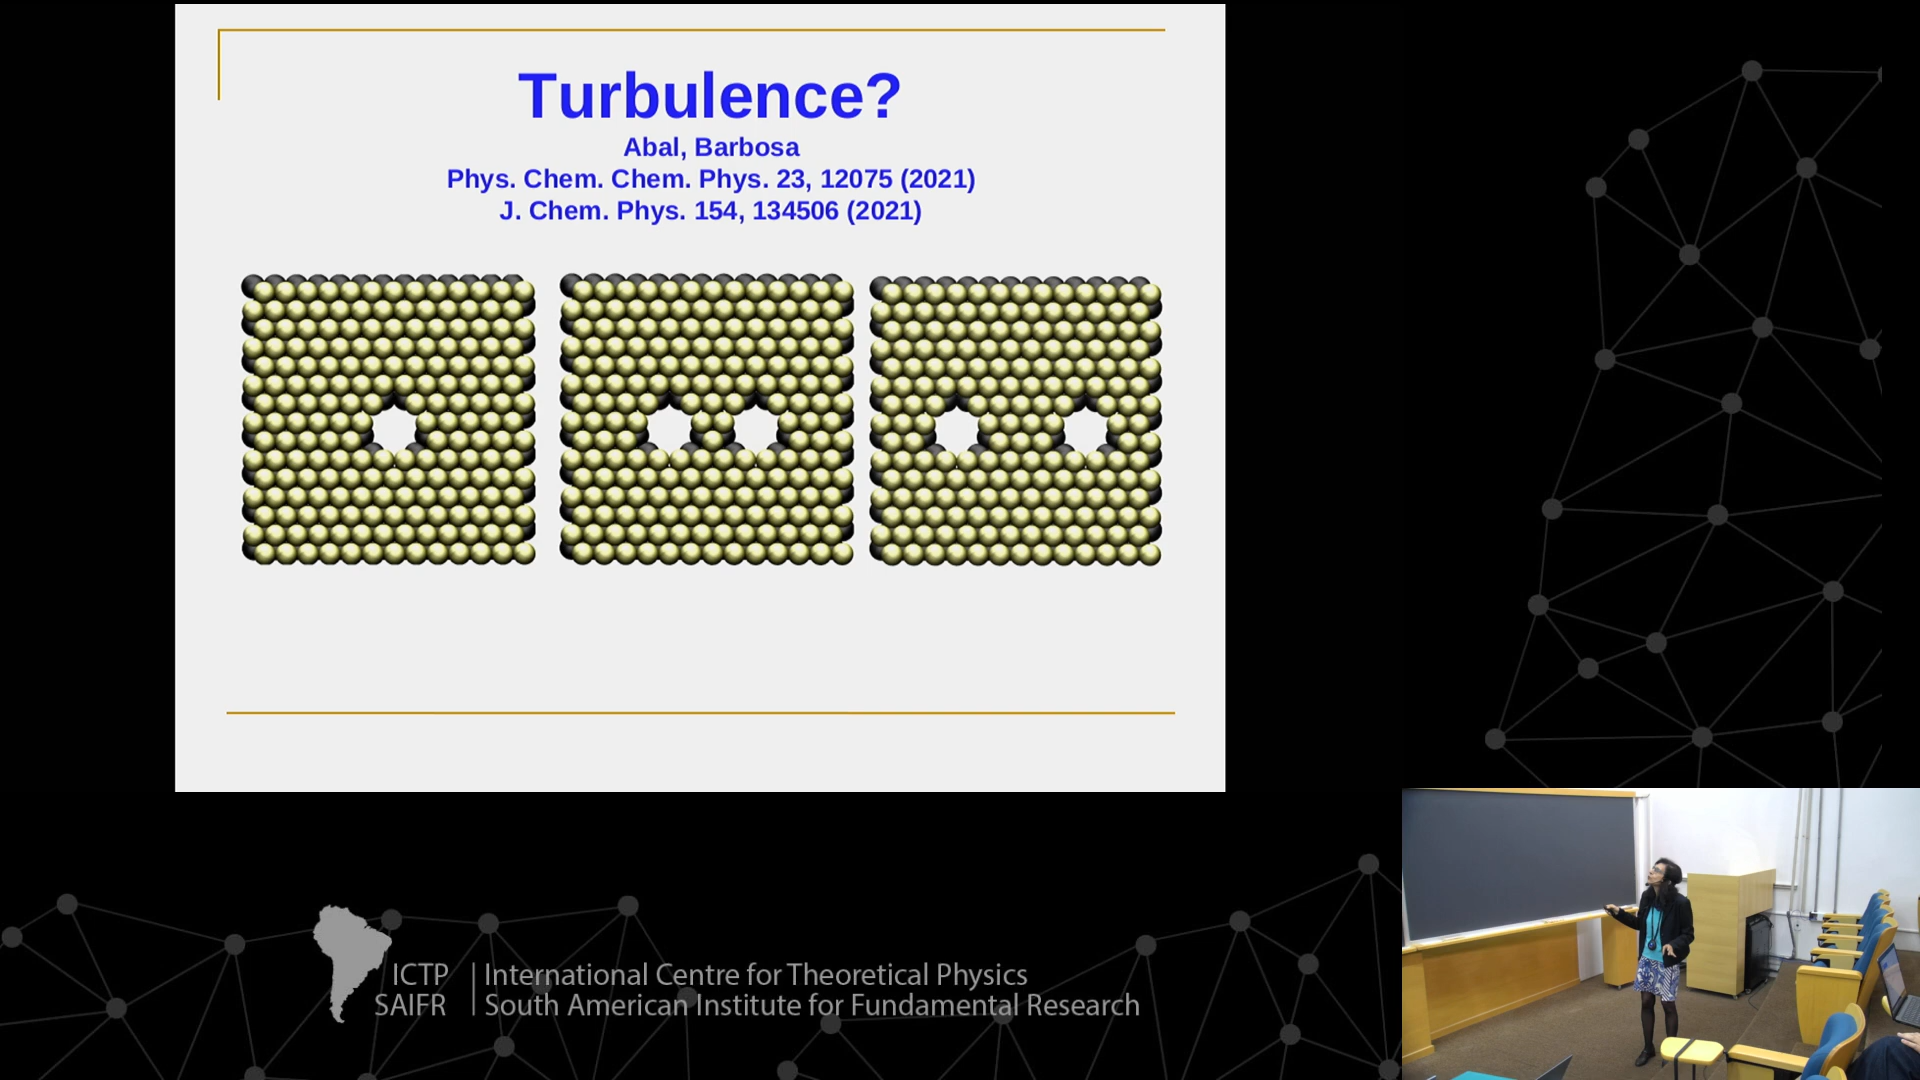 Turbulence?
Abal, Barbosa
Phys. Chem. Chem. Phys. 23, 12075 (2021)
J. Chem. Phys. 154, 134506 (2021)
ICTP | International Centre for Theoretical Physics
SAIFR | South American Institute for Fundamental Research